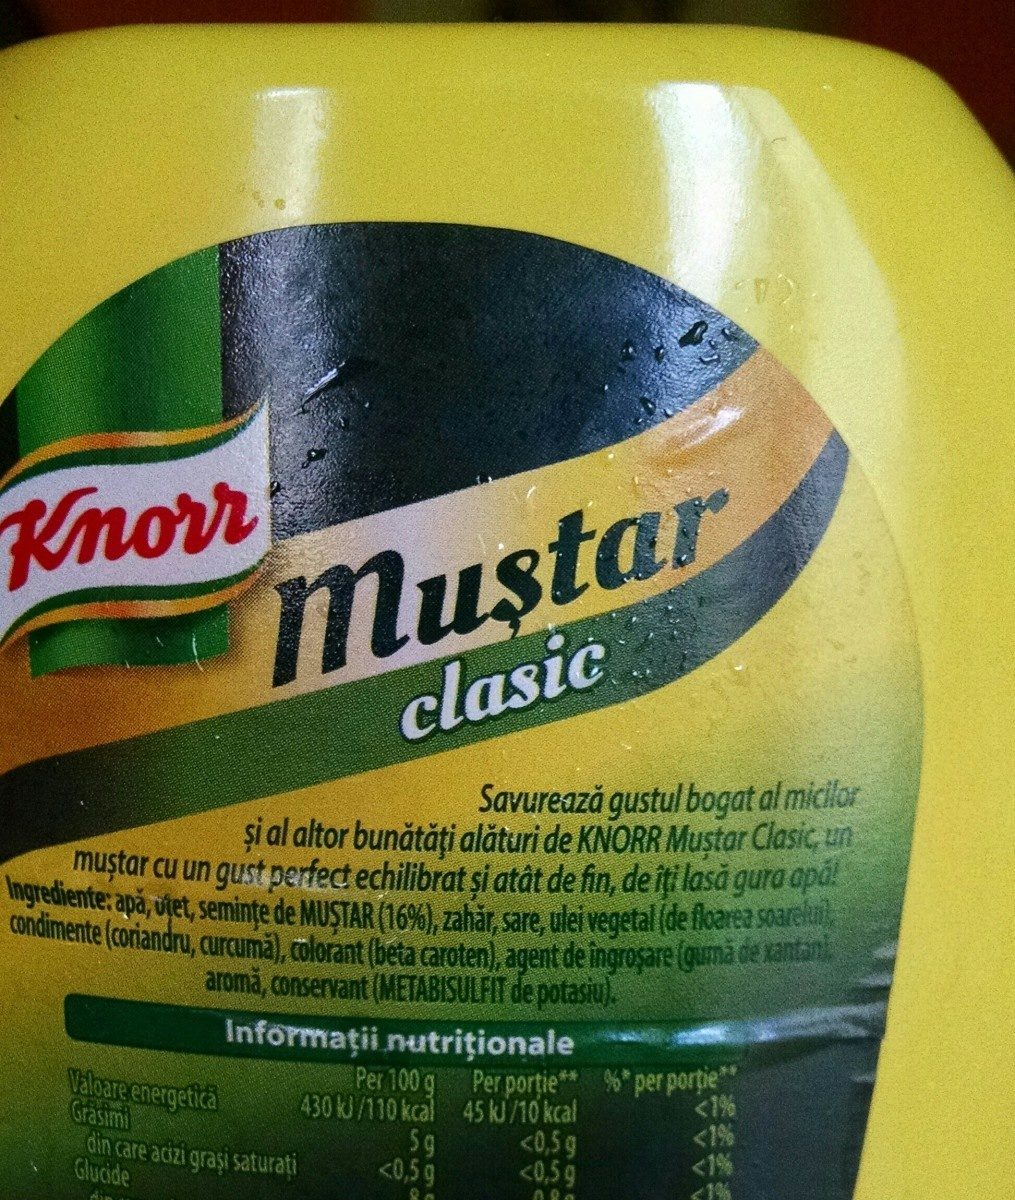 Knorr
Muștar
clasic
Savurează gustul bogat al micilor
și al altor bunătăți alături de KNORR Muștar Clasic, un
muștar cu un gust perfect echilibrat și atât de fin, de îți lasă gura apă!
Ingrediente: apă, oțet, semințe de MUȘTAR (16%), zahăr, sare, ulei vegetal (de floarea soarelui),
condimente (coriandru, curcumă), colorant (beta caroten), agent de îngroșare (gumă de xantan),
aromă, conservant (METABISULFIT de potasiu).
Informații nutriționale
Per 100 g Per porție** %* per porție**
Valoare energetică 430 kJ/110 kcal 45 kJ/10 kcal <1%
Grăsimi 5 g <0,5 g <1%
din care acizi grași saturați <0,5 g <0,5 g <1%
Glucide 8 g 0,8 g <1%
din